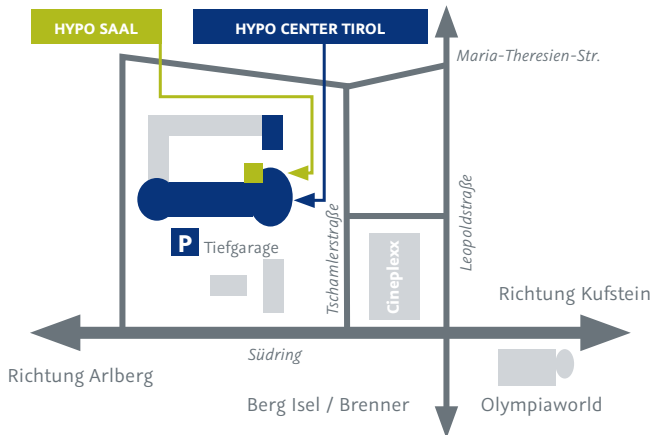 HYPO SAAL
HYPO CENTER TIROL
Maria-Theresien-Str.
Leopoldstraße
Tschamlerstraße
P
Tiefgarage
Cineplexx
Richtung Kufstein
Südring
Richtung Arlberg
Berg Isel / Brenner
Olympiaworld